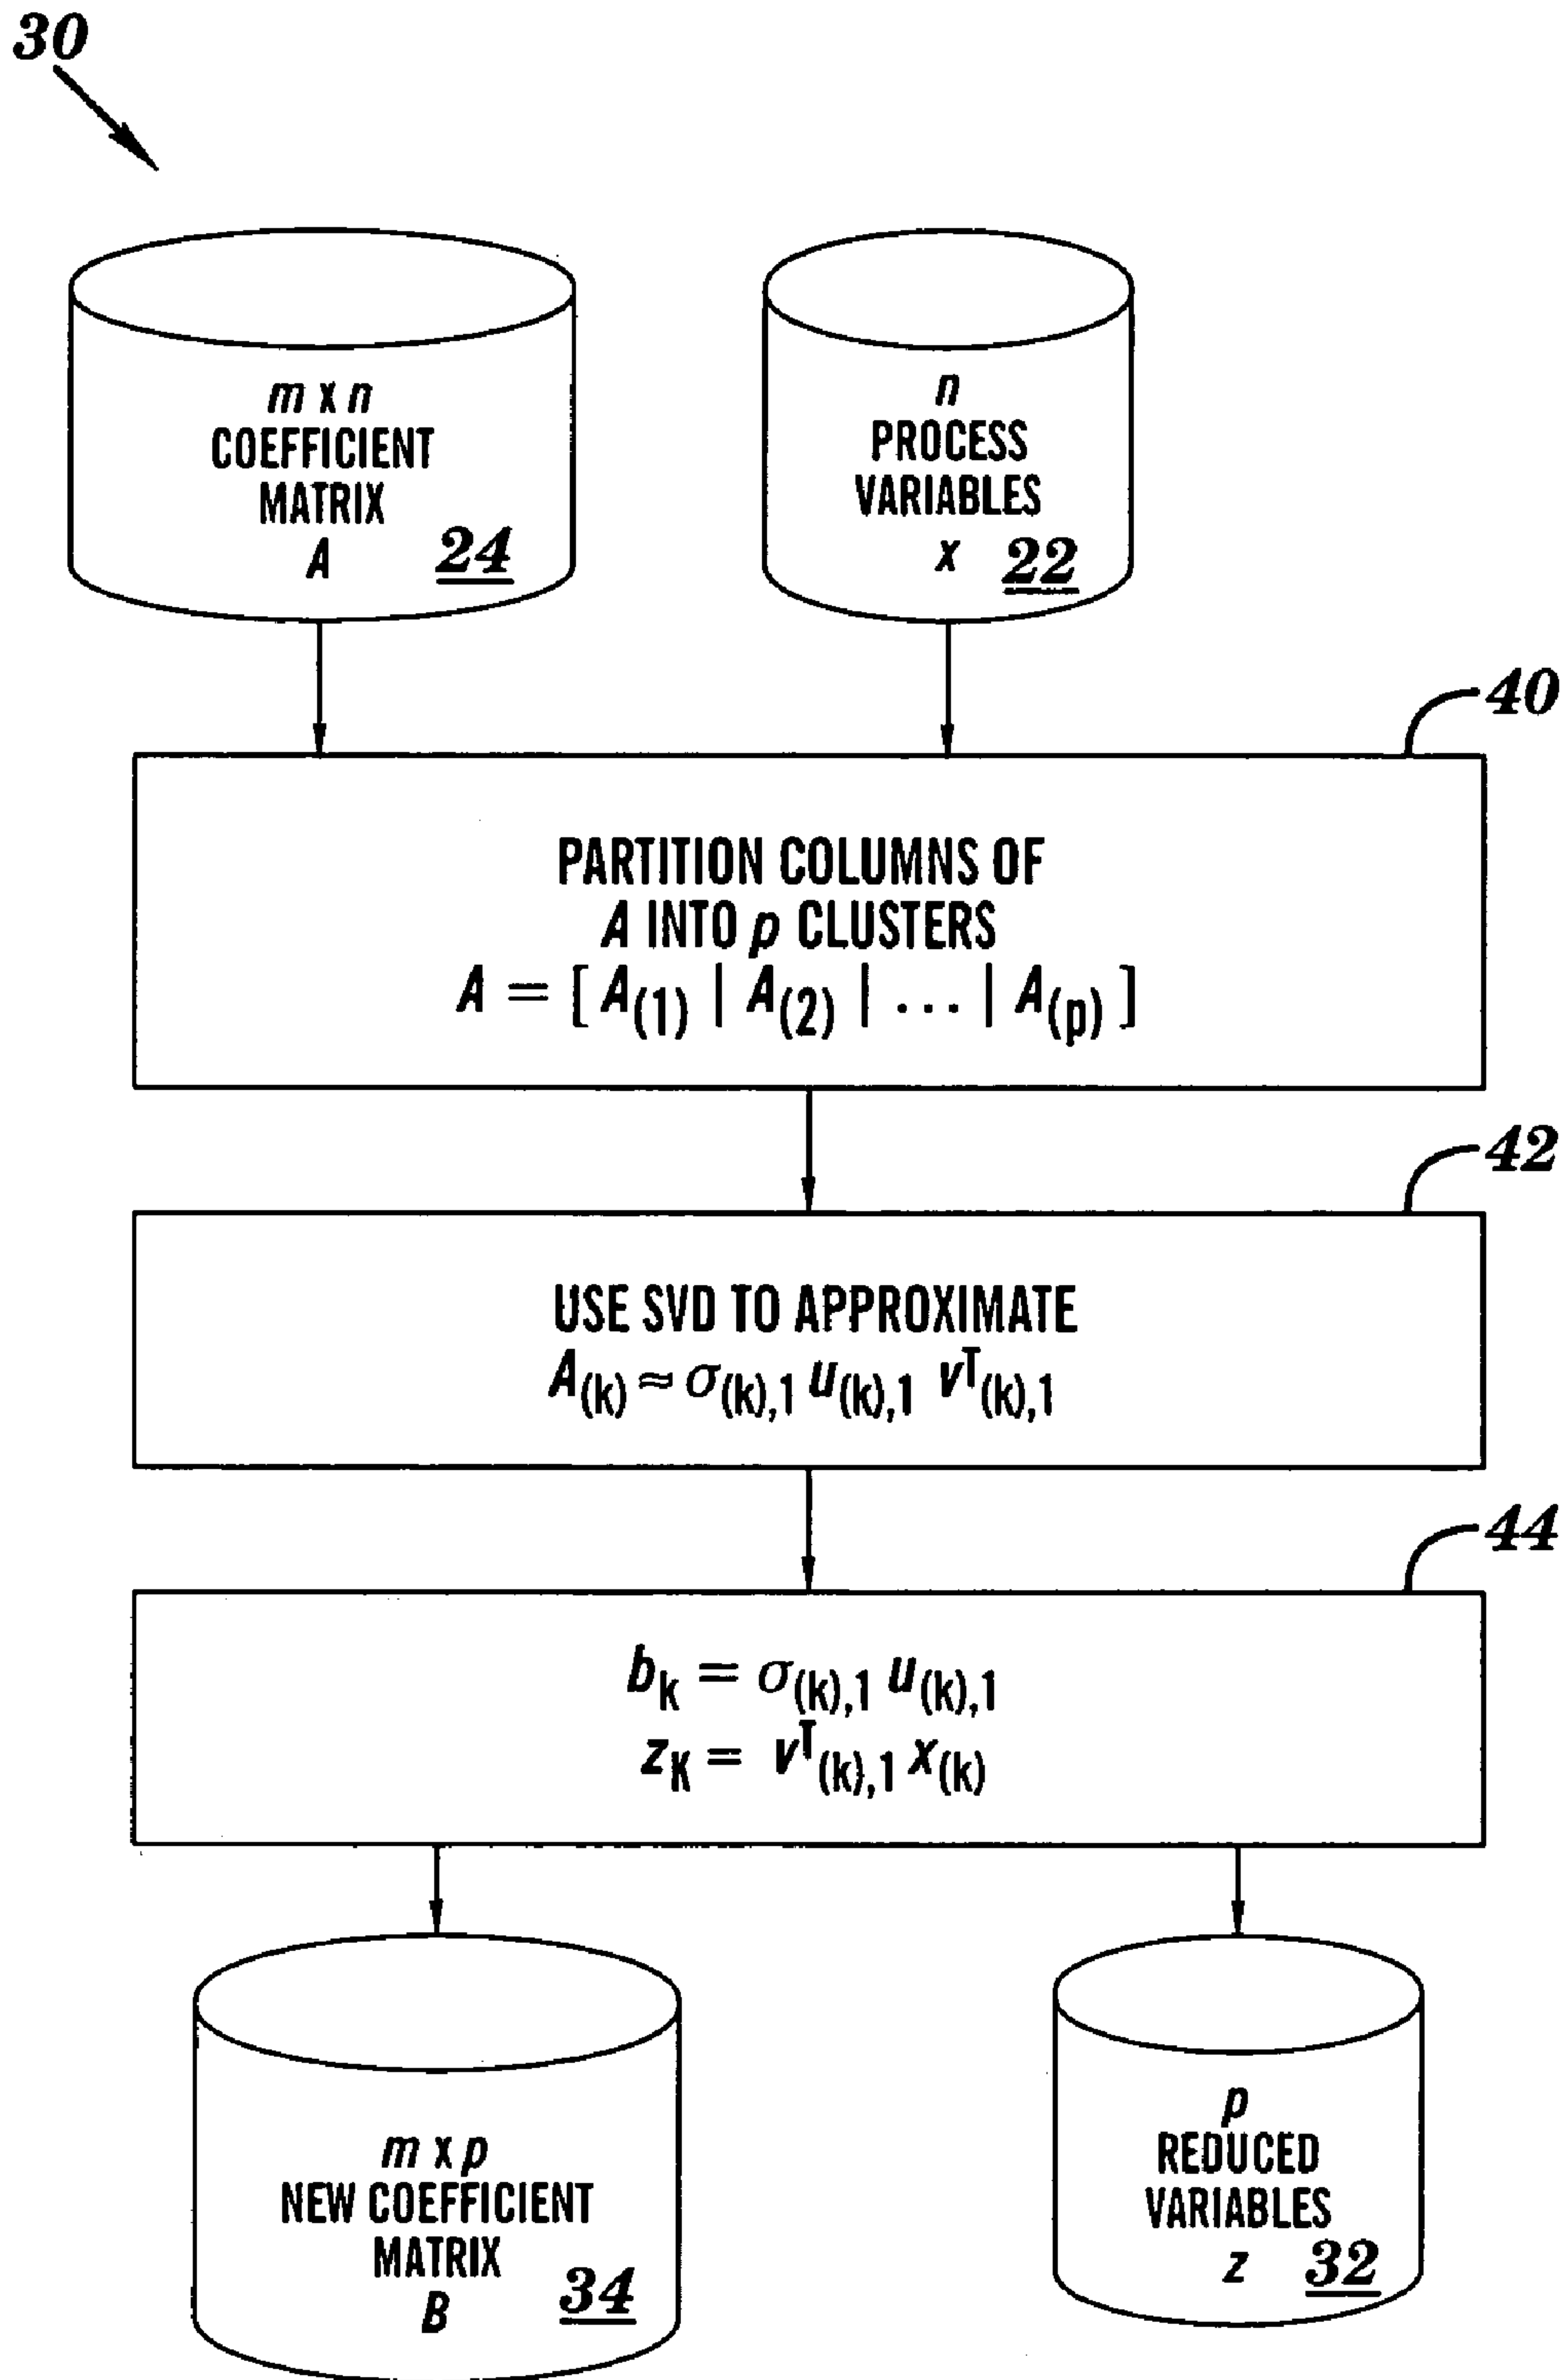 30
m x n
COEFFICIENT
MATRIX
A
24
n
PROCESS
VARIABLES
x
22
40
PARTITION COLUMNS OF
A INTO p CLUSTERS
A = [ A(1) | A(2) | ... | A(p) ]
42
USE SVD TO APPROXIMATE
A(k) ≈ σ(k),1 u(k),1 vᵀ(k),1
44
bk = σ(k),1 u(k),1
zK = vᵀ(k),1 x(k)
m x p
NEW COEFFICIENT
MATRIX
B
34
p
REDUCED
VARIABLES
z
32